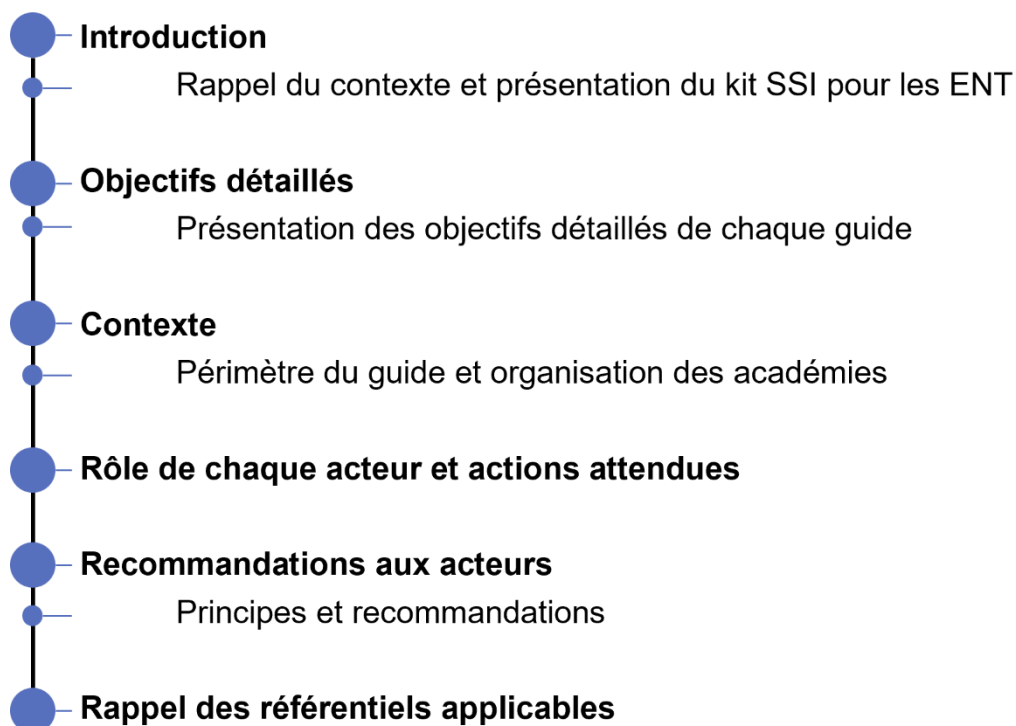 Introduction
Rappel du contexte et présentation du kit SSI pour les ENT
Objectifs détaillés
Présentation des objectifs détaillés de chaque guide
Contexte
Périmètre du guide et organisation des académies
Rôle de chaque acteur et actions attendues
Recommandations aux acteurs
Principes et recommandations
Rappel des référentiels applicables